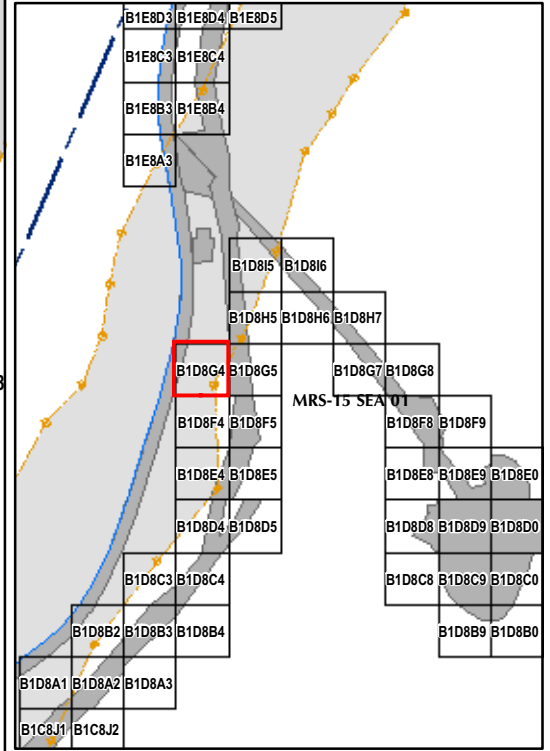 B1E8D3 B1E8D4 B1E8D5
B1E8C3 B1E8C4
B1E8B3 B1E8B4
B1E8A3
B1D8I5 B1D8I6
B1D8H5 B1D8H6 B1D8H7
B1D8G4 B1D8G5 B1D8G7 B1D8G8
MRS-15 SEA 01
B1D8F4 B1D8F5 B1D8F8 B1D8F9
B1D8E4 B1D8E5 B1D8E8 B1D8E9 B1D8E0
B1D8D4 B1D8D5 B1D8D8 B1D8D9 B1D8D0
B1D8C3 B1D8C4 B1D8C8 B1D8C9 B1D8C0
B1D8B2 B1D8B3 B1D8B4 B1D8B9 B1D8B0
B1D8A1 B1D8A2 B1D8A3
B1C8J1 B1C8J2